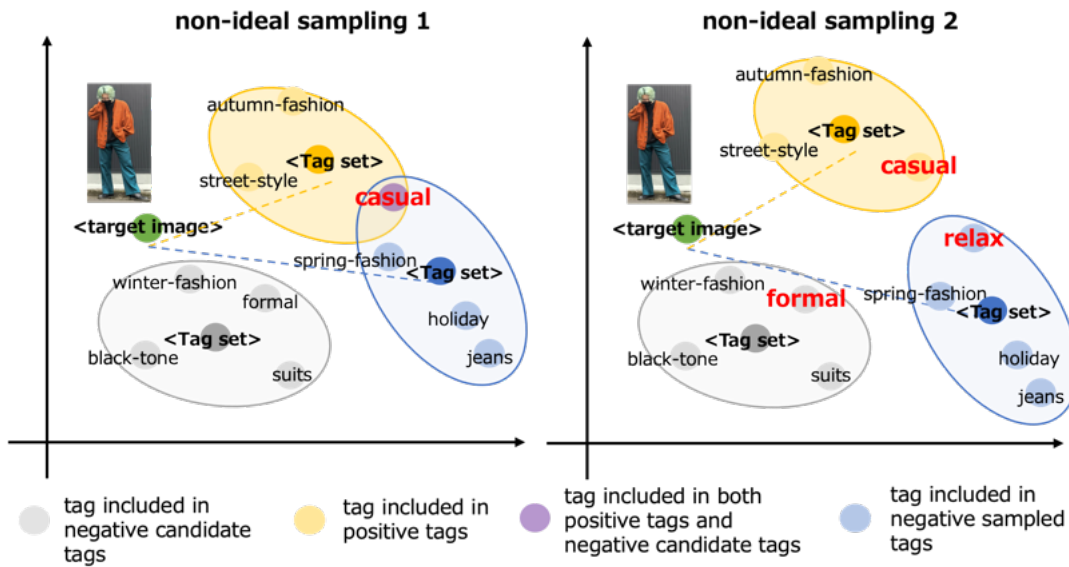 non-ideal sampling 1
autumn-fashion
<Tag set>
street-style
casual
<target image>
spring-fashion
<Tag set>
winter-fashion
formal
holiday
<Tag set>
black-tone
jeans
suits
non-ideal sampling 2
autumn-fashion
<Tag set>
street-style
casual
<target image>
relax
winter-fashion
formal
spring-fashion
<Tag set>
<Tag set>
black-tone
holiday
suits
jeans
tag included in
negative candidate
tags
tag included in
positive tags
tag included in both
positive tags and
negative candidate tags
tag included in
negative sampled
tags